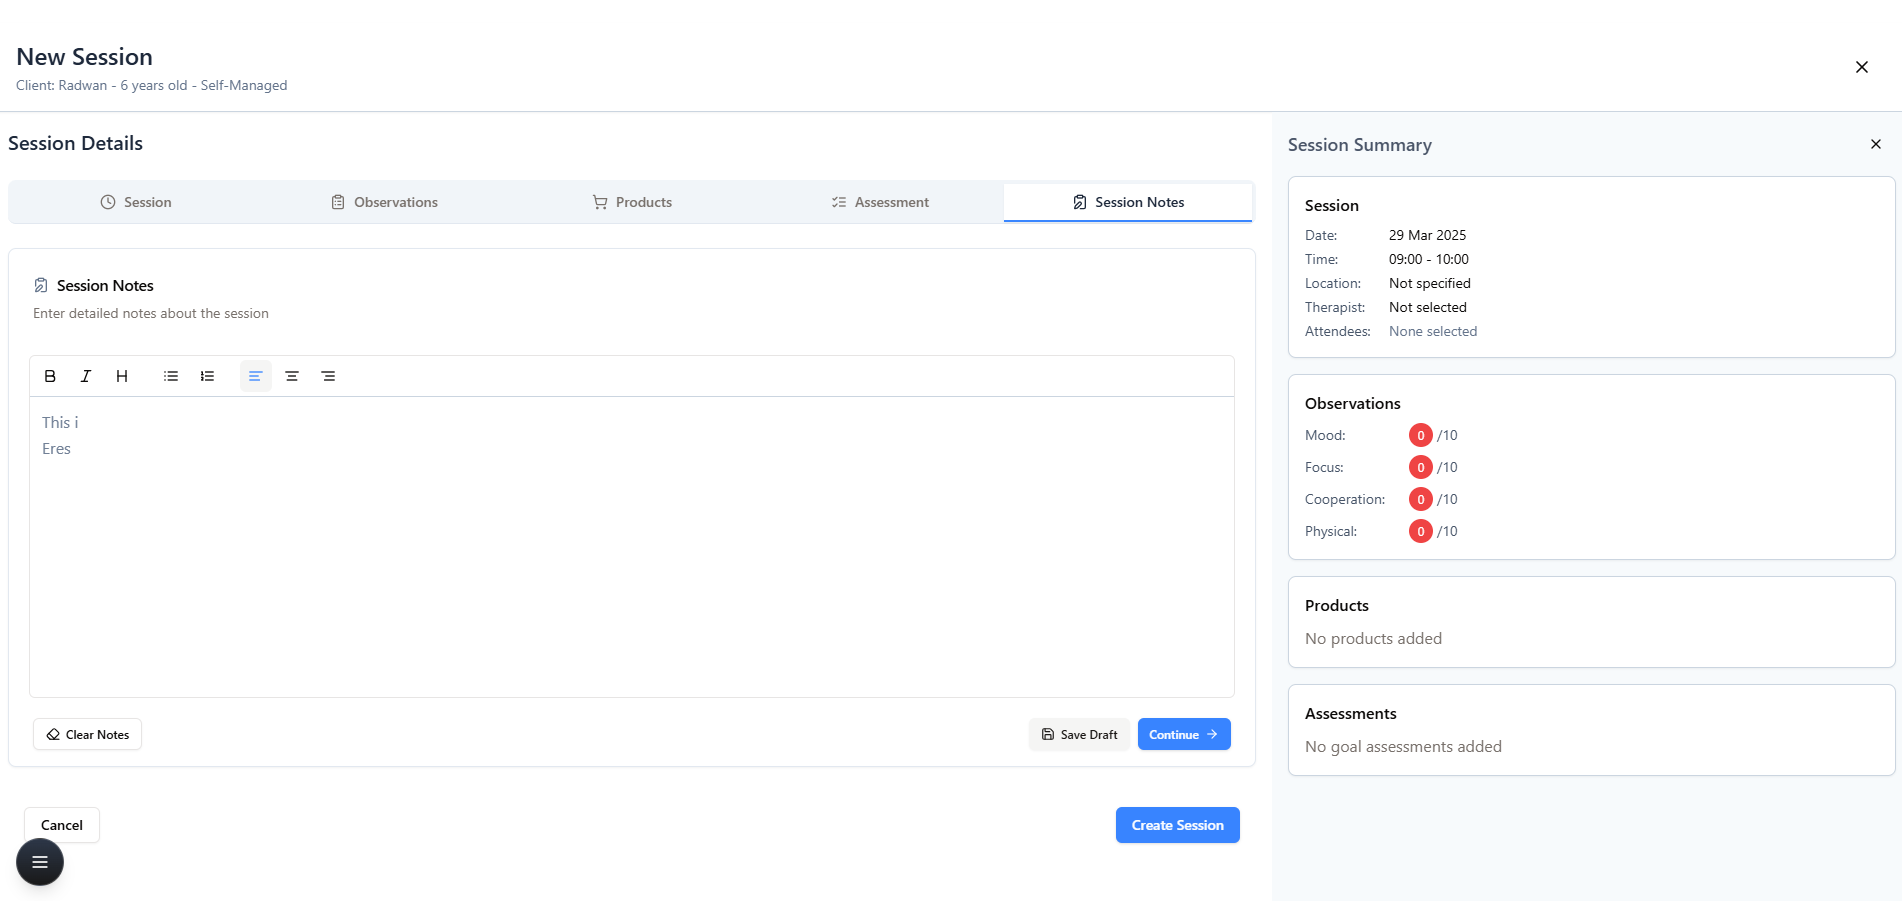 New Session
Client: Radwan - 6 years old - Self-Managed
Session Details
Session
Observations
Products
Assessment
Session Notes
Session Notes
Enter detailed notes about the session
B I H
This i
Eres
Clear Notes
Save Draft
Continue
Cancel
Create Session
Session Summary
Session
Date: 29 Mar 2025
Time: 09:00 - 10:00
Location: Not specified
Therapist: Not selected
Attendees: None selected
Observations
Mood: 0 /10
Focus: 0 /10
Cooperation: 0 /10
Physical: 0 /10
Products
No products added
Assessments
No goal assessments added